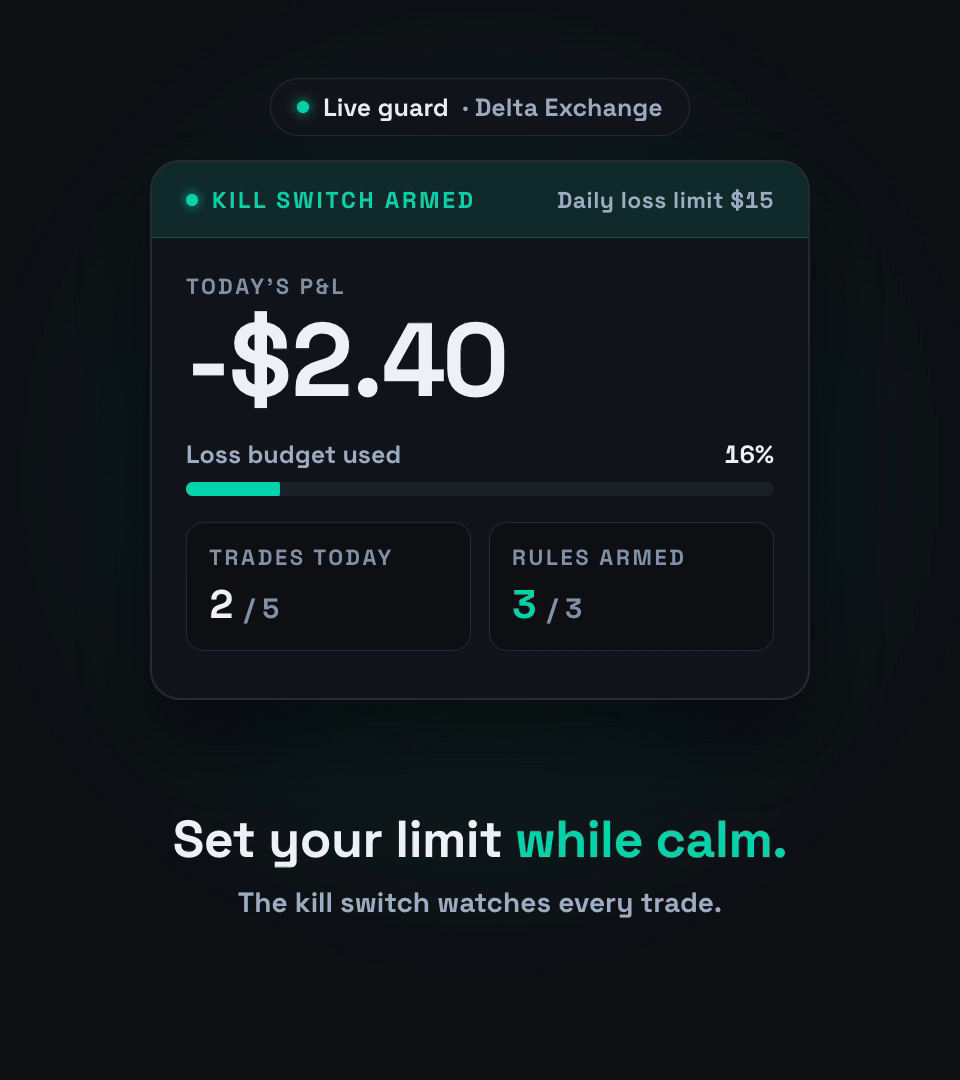 Live guard · Delta Exchange
KILL SWITCH ARMED Daily loss limit $15
TODAY’S P&L
-$2.40
Loss budget used 16%
TRADES TODAY RULES ARMED
2 / 5 3 / 3
Set your limit while calm.
The kill switch watches every trade.